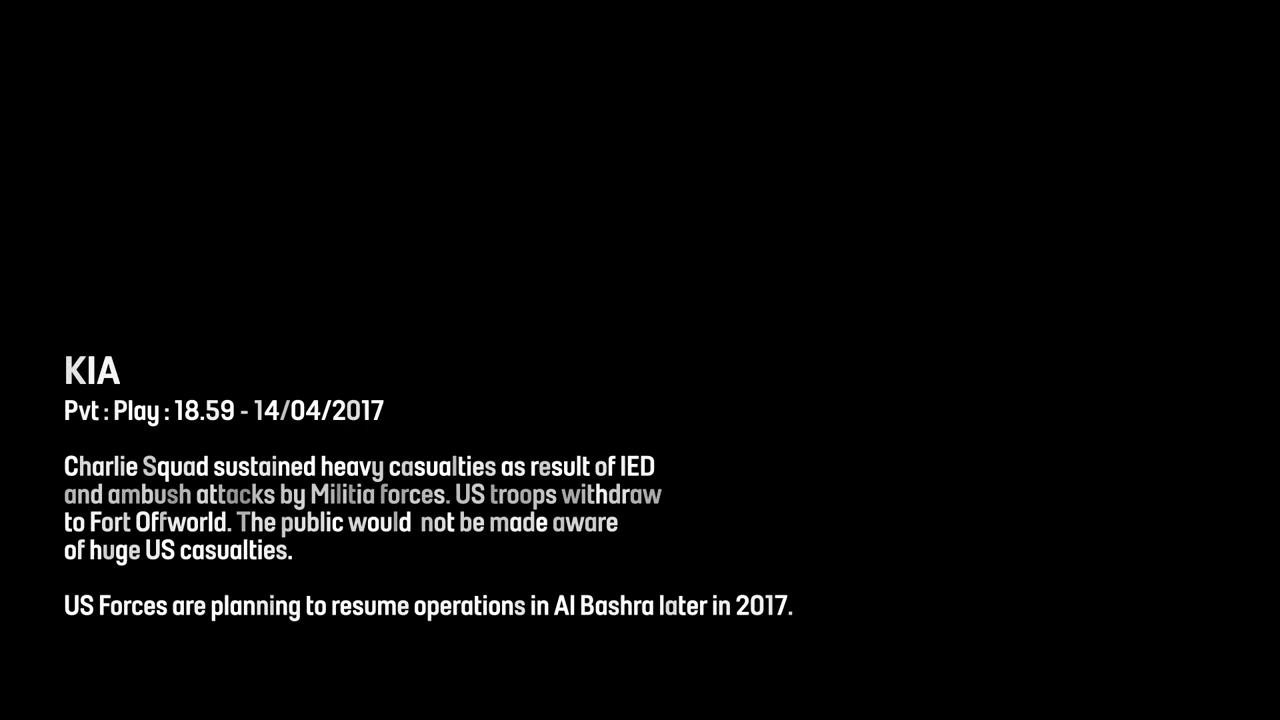 KIA
Pvt : Play : 18.59 - 14/04/2017
Charlie Squad sustained heavy casualties as result of IED
and ambush attacks by Militia forces. US troops withdraw
to Fort Offworld. The public would  not be made aware
of huge US casualties.
US Forces are planning to resume operations in Al Bashra later in 2017.